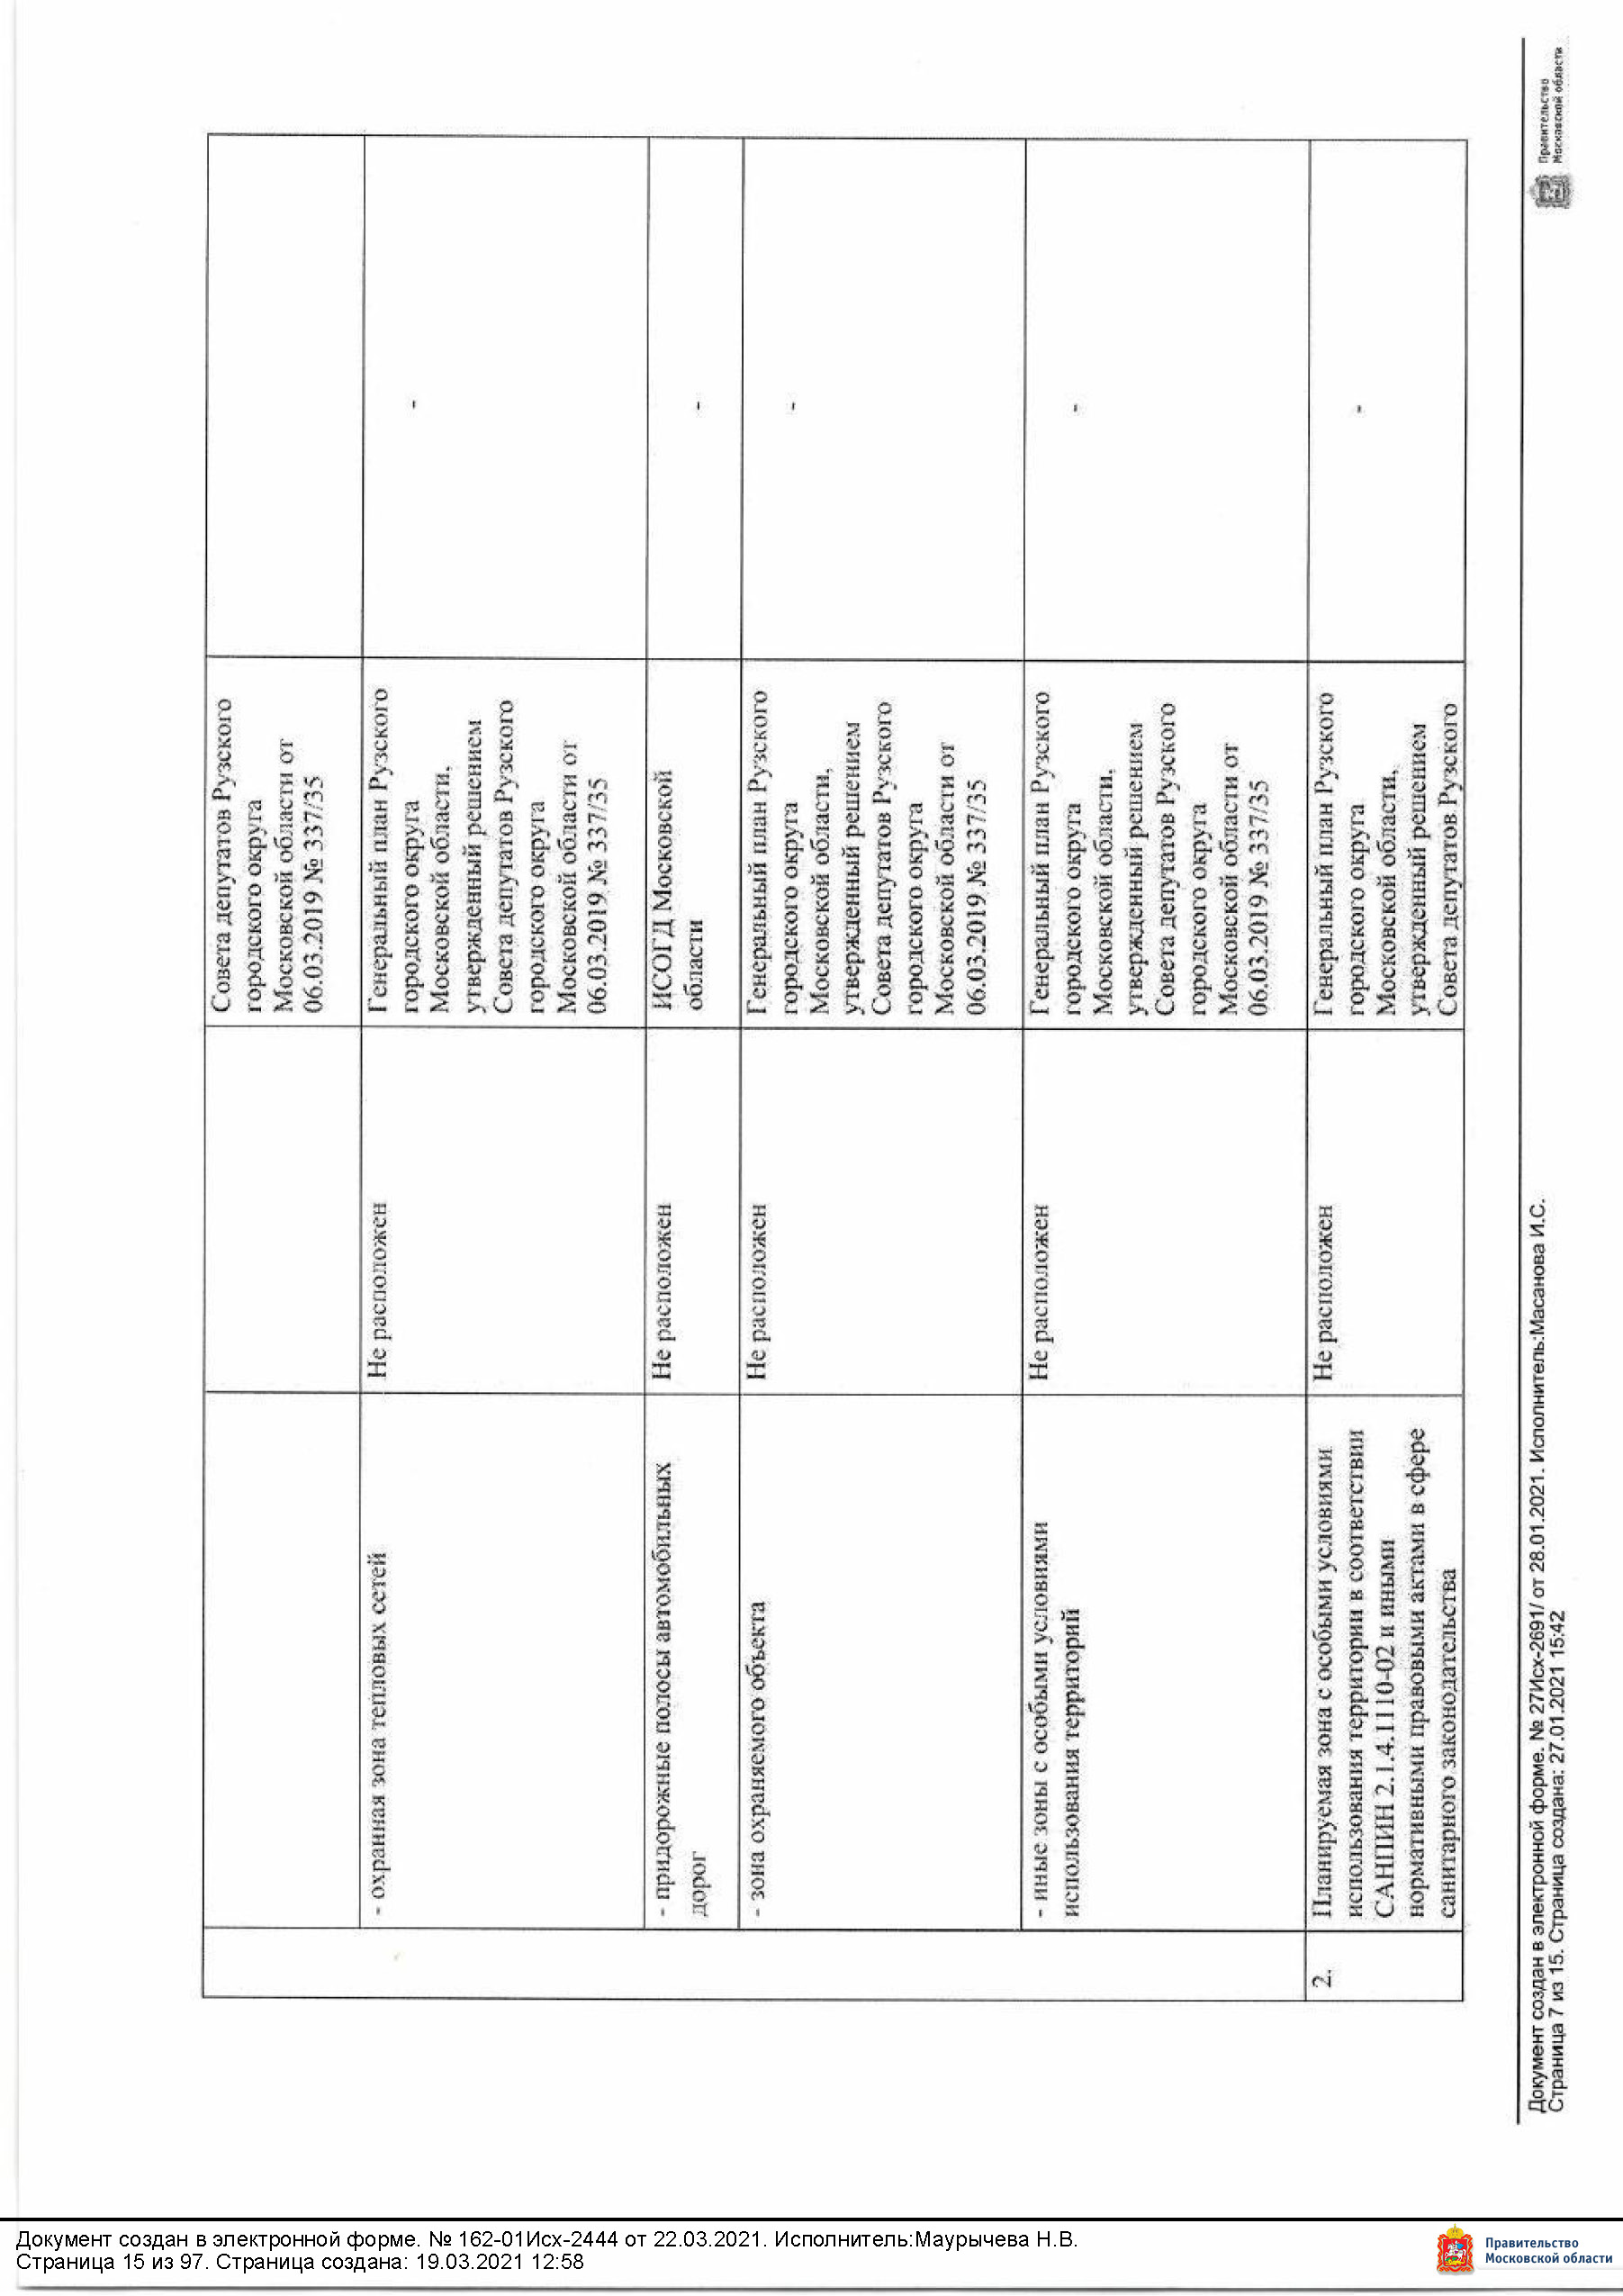 Совета депутатов Рузского
городского округа
Московской области от
06.03.2019 № 337/35
- охранная зона тепловых сетей
Не расположен
Генеральный план Рузского
городского округа
Московской области,
утвержденный решением
Совета депутатов Рузского
городского округа
Московской области от
06.03.2019 № 337/35
-
- придорожные полосы автомобильных
дорог
Не расположен
ИСОГД Московской
области
-
- зона охраняемого объекта
Не расположен
Генеральный план Рузского
городского округа
Московской области,
утвержденный решением
Совета депутатов Рузского
городского округа
Московской области от
06.03.2019 № 337/35
-
- иные зоны с особыми условиями
использования территорий
Не расположен
Генеральный план Рузского
городского округа
Московской области,
утвержденный решением
Совета депутатов Рузского
городского округа
Московской области от
06.03.2019 № 337/35
-
2.
Планируемая зона с особыми условиями
использования территории в соответствии
САНПИН 2.1.4.1110-02 и иными
нормативными правовыми актами в сфере
санитарного законодательства
Не расположен
Генеральный план Рузского
городского округа
Московской области,
утвержденный решением
Совета депутатов Рузского
-
Документ создан в электронной форме. № 27Исх-2691/ от 28.01.2021. Исполнитель:Масанова И.С.
Страница 7 из 15. Страница создана: 27.01.2021 15:42
Правительство
Московской области
Документ создан в электронной форме. № 162-01Исх-2444 от 22.03.2021. Исполнитель:Маурычева Н.В.
Страница 15 из 97. Страница создана: 19.03.2021 12:58
Правительство
Московской области